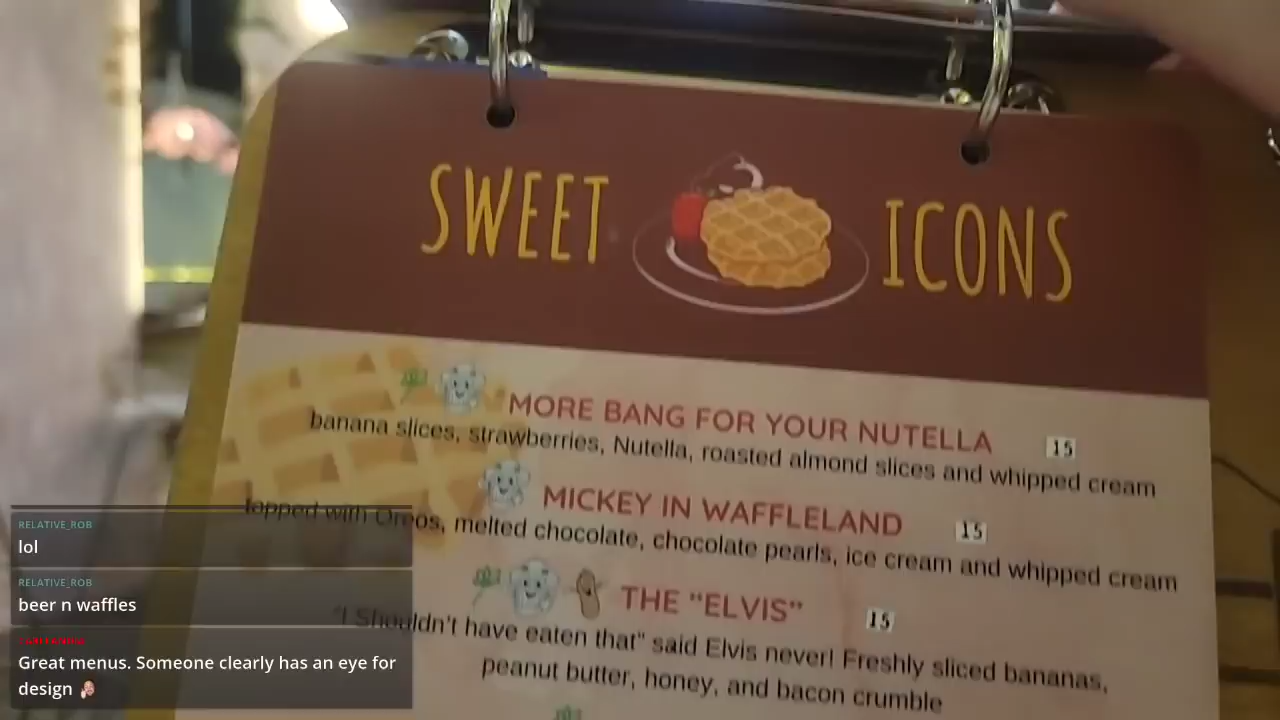 SWEET ICONS
MORE BANG FOR YOUR NUTELLA 15
banana slices, strawberries, Nutella, roasted almond slices and whipped cream
MICKEY IN WAFFLELAND 15
topped with Oreos, melted chocolate, chocolate pearls, ice cream and whipped cream
THE "ELVIS" 15
"I Shouldn't have eaten that" said Elvis never! Freshly sliced bananas,
peanut butter, honey, and bacon crumble
RELATIVE_ROB
lol
RELATIVE_ROB
beer n waffles
Great menus. Someone clearly has an eye for
design